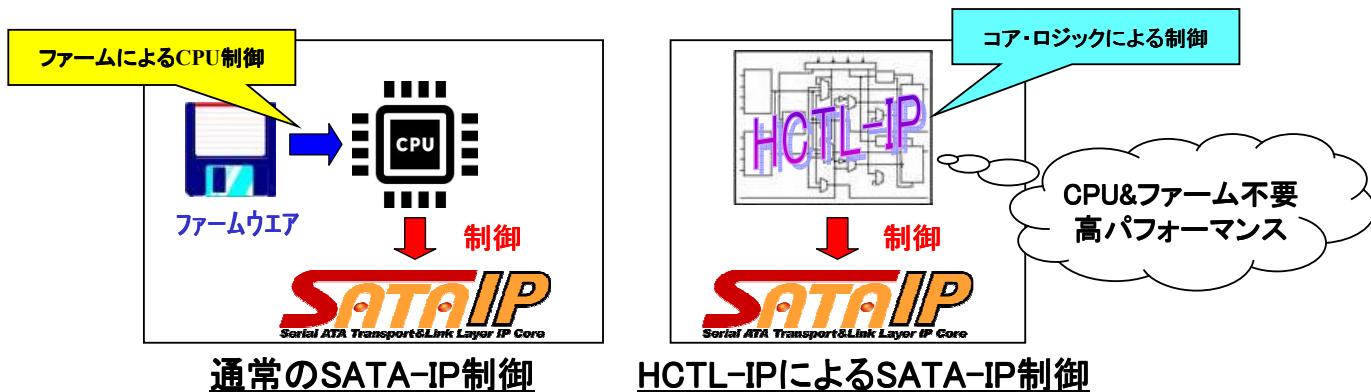 ファームによるCPU制御
CPU
ファームウエア
制御
SATAIP
Serial ATA Transport&Link Layer IP Core
通常のSATA-IP制御
コア・ロジックによる制御
HCTL-IP
CPU&ファーム不要
高パフォーマンス
制御
SATAIP
Serial ATA Transport&Link Layer IP Core
HCTL-IPによるSATA-IP制御